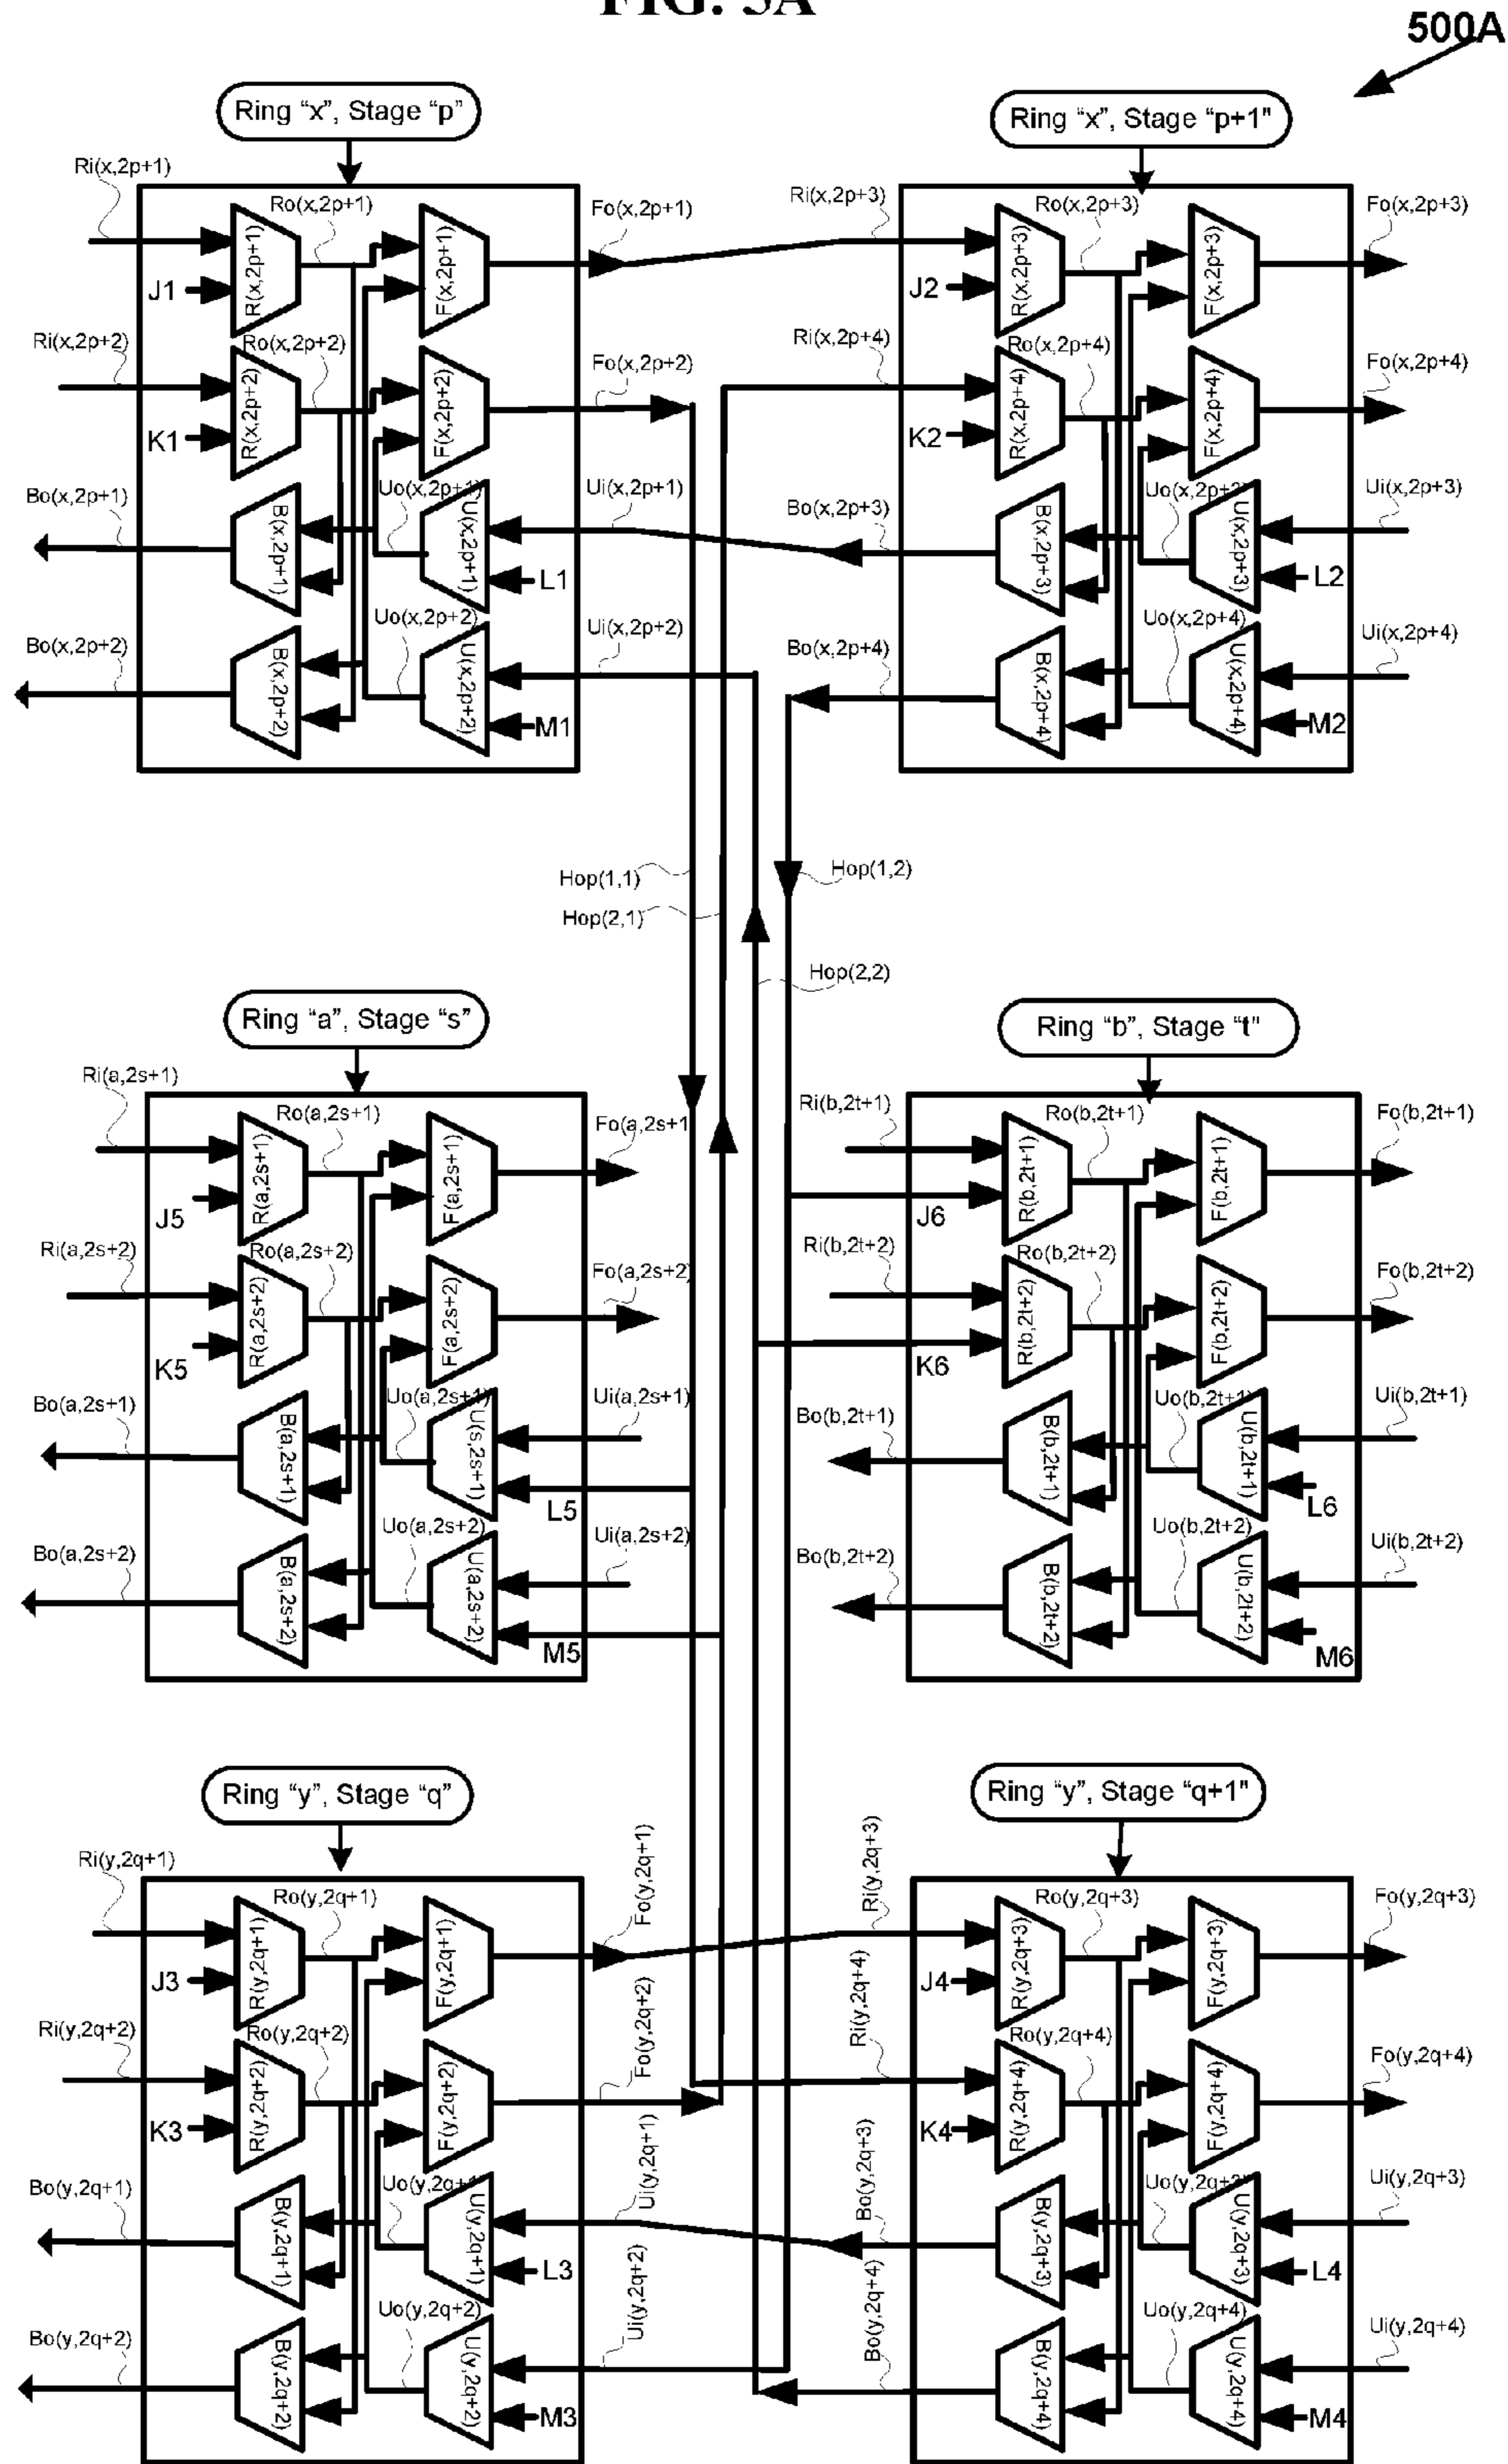 FIG. 5A
500A
Ring “x”, Stage “p”
Ring “x”, Stage “p+1"
Ri(x,2p+1)
Ro(x,2p+1)
R(x,2p+1)
F(x,2p+1)
Fo(x,2p+1)
J1
Ri(x,2p+2)
Ro(x,2p+2)
R(x,2p+2)
F(x,2p+2)
Fo(x,2p+2)
K1
Bo(x,2p+1)
B(x,2p+1)
Uo(x,2p+1)
U(x,2p+1)
Ui(x,2p+1)
L1
Bo(x,2p+2)
B(x,2p+2)
Uo(x,2p+2)
U(x,2p+2)
Ui(x,2p+2)
M1
Ri(x,2p+3)
Ro(x,2p+3)
R(x,2p+3)
F(x,2p+3)
Fo(x,2p+3)
J2
Ri(x,2p+4)
Ro(x,2p+4)
R(x,2p+4)
F(x,2p+4)
Fo(x,2p+4)
K2
Bo(x,2p+3)
B(x,2p+3)
U(x,2p+3)
Ui(x,2p+3)
L2
Bo(x,2p+4)
B(x,2p+4)
Uo(x,2p+4)
U(x,2p+4)
Ui(x,2p+4)
M2
Hop(1,1)
Hop(1,2)
Hop(2,1)
Hop(2,2)
Ring “a”, Stage “s”
Ring “b”, Stage “t”
Ri(a,2s+1)
Ro(a,2s+1)
R(a,2s+1)
F(a,2s+1)
Fo(a,2s+1
J5
Ri(a,2s+2)
Ro(a,2s+2)
R(a,2s+2)
F(a,2s+2)
Fo(a,2s+2)
K5
Bo(a,2s+1)
B(a,2s+1)
Uo(a,2s+1)
U(s,2s+1)
Ui(a,2s+1)
L5
Bo(a,2s+2)
B(a,2s+2)
Uo(a,2s+2)
U(a,2s+2)
Ui(a,2s+2)
M5
Ri(b,2t+1)
Ro(b,2t+1)
R(b,2t+1)
F(b,2t+1)
Fo(b,2t+1)
J6
Ri(b,2t+2)
Ro(b,2t+2)
R(b,2t+2)
F(b,2t+2)
Fo(b,2t+2)
K6
Bo(b,2t+1)
B(b,2t+1)
Uo(b,2t+1)
U(b,2t+1)
Ui(b,2t+1)
L6
Bo(b,2t+2)
B(b,2t+2)
Uo(b,2t+2)
U(b,2t+2)
Ui(b,2t+2)
M6
Ring “y”, Stage “q”
Ring “y”, Stage “q+1"
Ri(y,2q+1)
Ro(y,2q+1)
R(y,2q+1)
F(y,2q+1)
Fo(y,2q+1)
J3
Ri(y,2q+2)
Ro(y,2q+2)
R(y,2q+2)
F(y,2q+2)
Fo(y,2q+2)
K3
Bo(y,2q+1)
B(y,2q+1)
U(y,2q+1)
Ui(y,2q+1)
L3
Bo(y,2q+2)
B(y,2q+2)
Uo(y,2q+2)
U(y,2q+2)
Ui(y,2q+2)
M3
Ri(y,2q+3)
Ro(y,2q+3)
R(y,2q+3)
F(y,2q+3)
Fo(y,2q+3)
J4
Ri(y,2q+4)
Ro(y,2q+4)
R(y,2q+4)
F(y,2q+4)
Fo(y,2q+4)
K4
Bo(y,2q+3)
B(y,2q+3)
U(y,2q+3)
Ui(y,2q+3)
L4
Bo(y,2q+4)
B(y,2q+4)
Uo(y,2q+4)
U(y,2q+4)
Ui(y,2q+4)
M4